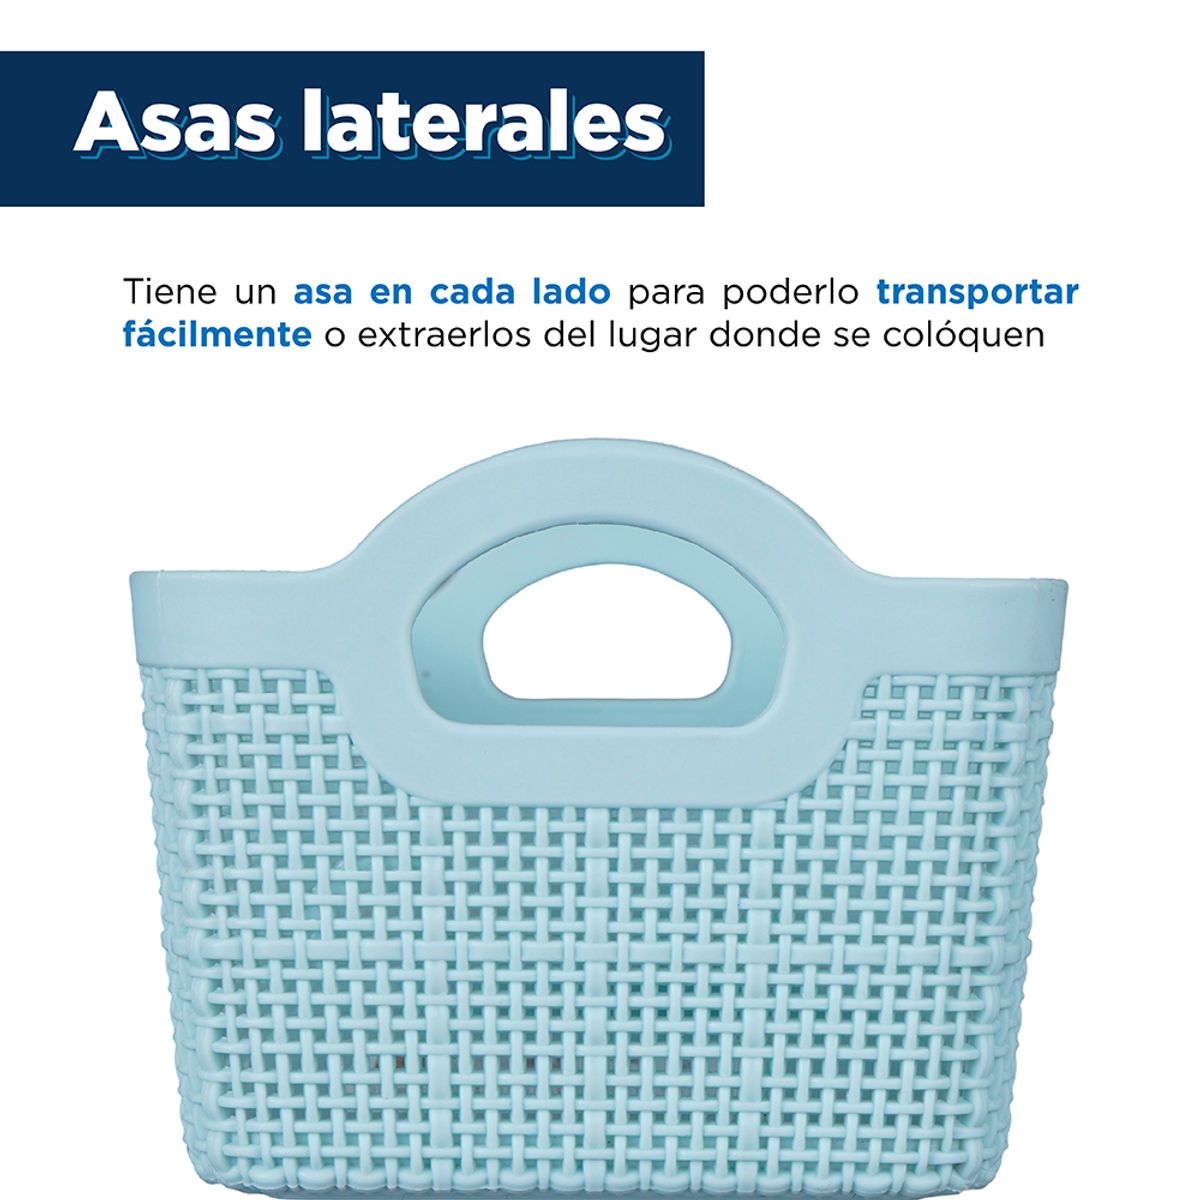 Asas laterales
Tiene un asa en cada lado para poderlo transportar
fácilmente o extraerlos del lugar donde se colóquen